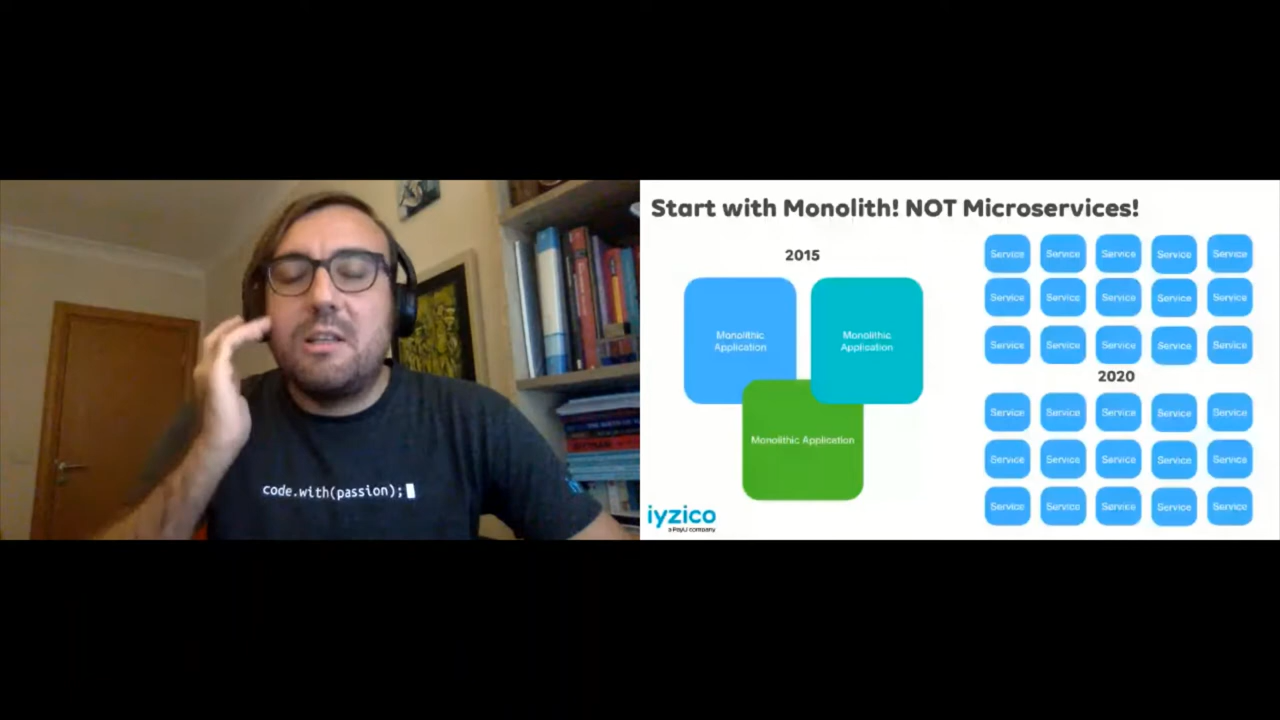 code.with(passion);
Start with Monolith! NOT Microservices!
2015
Monolithic
Application
Monolithic
Application
Monolithic Application
iyzico
a PayU company
Service Service Service Service Service
Service Service Service Service Service
Service Service Service Service Service
2020
Service Service Service Service Service
Service Service Service Service Service
Service Service Service Service Service